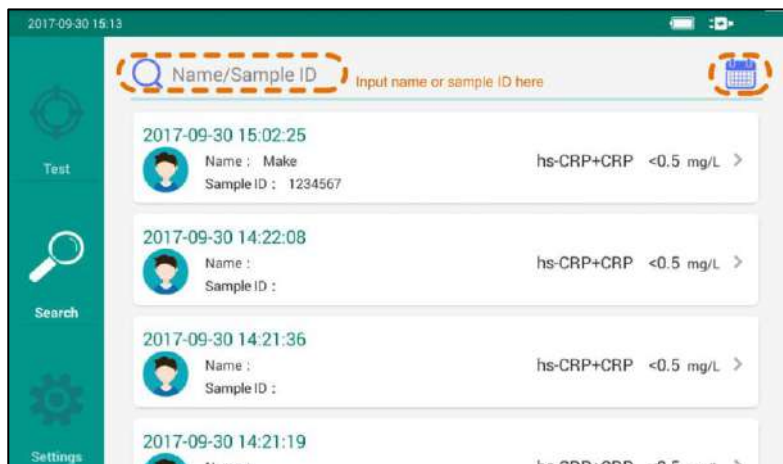 2017-09-30 15:13
Name/Sample ID
Input name or sample ID here
2017-09-30 15:02:25
Name : Make
hs-CRP+CRP <0.5 mg/L
Sample ID : 1234567
Test
2017-09-30 14:22:08
Name :
hs-CRP+CRP <0.5 mg/L
Sample ID :
Search
2017-09-30 14:21:36
Name :
hs-CRP+CRP <0.5 mg/L
Sample ID :
2017-09-30 14:21:19
Settings